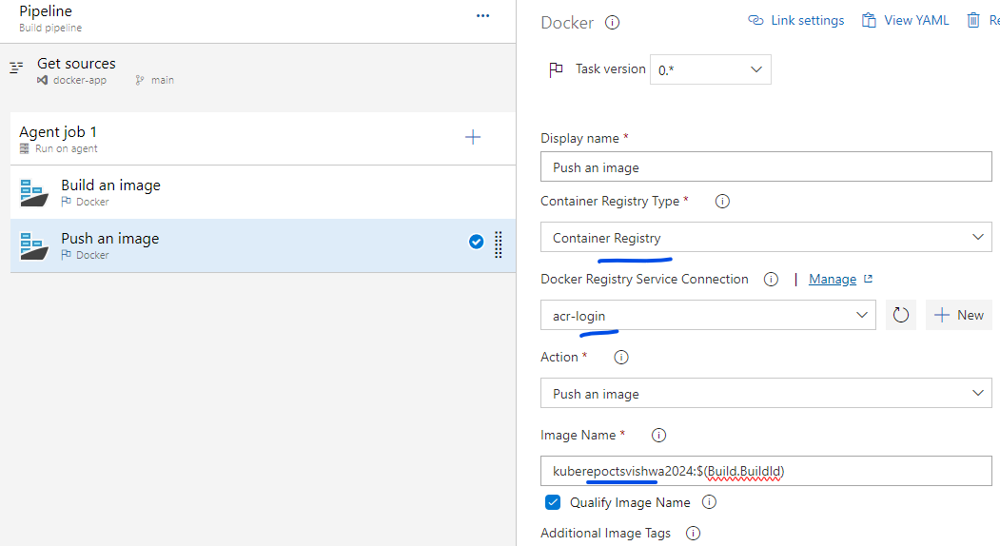 Pipeline
Build pipeline
Get sources
docker-app main
Agent job 1
Run on agent
Build an image
Docker
Push an image
Docker
Docker Link settings View YAML Re
Task version 0.*
Display name *
Push an image
Container Registry Type *
Container Registry
Docker Registry Service Connection | Manage
acr-login New
Action *
Push an image
Image Name *
kuberepoctsvishwa2024:$(Build.BuildId)
Qualify Image Name
Additional Image Tags